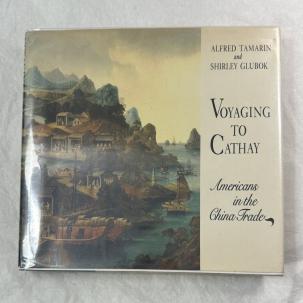 ALFRED TAMARIN
and
SHIRLEY GLUBOK
VOYAGING
TO
CATHAY
Americans
in the
China Trade